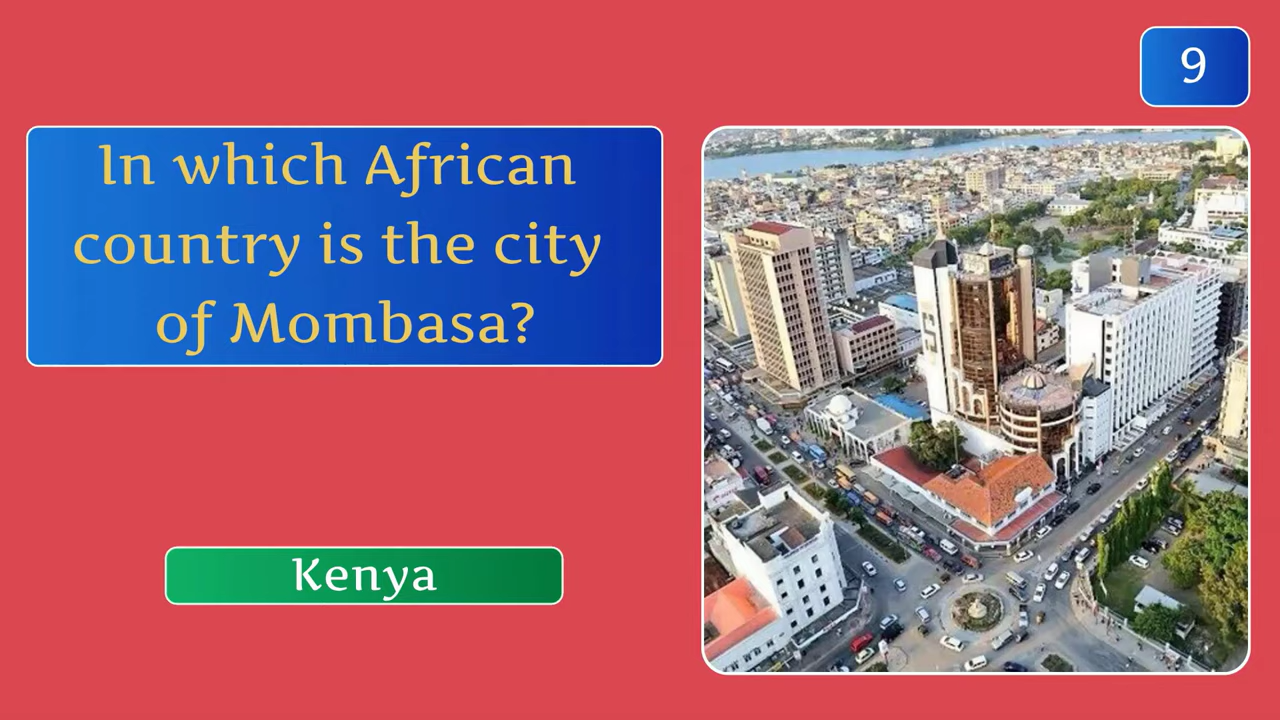 9
In which African
country is the city
of Mombasa?
Kenya